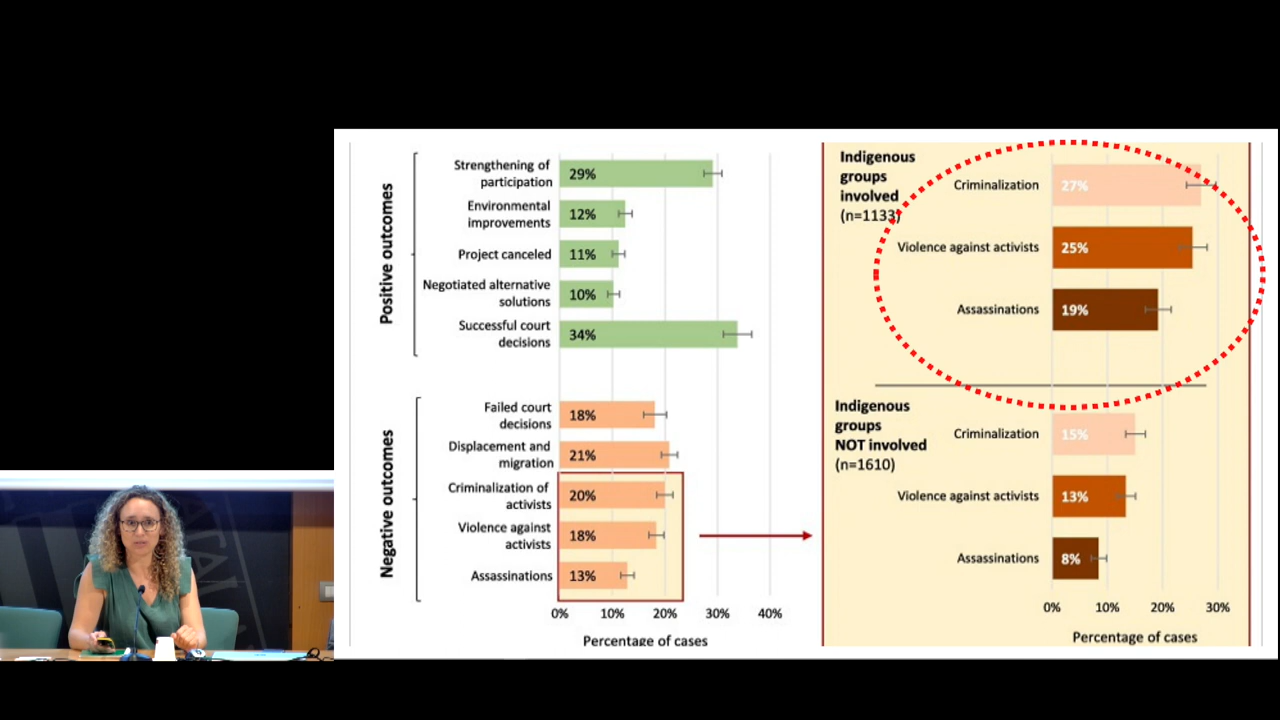 Positive outcomes
Strengthening of
participation
29%
Environmental
improvements
12%
Project canceled
11%
Negotiated alternative
solutions
10%
Successful court
decisions
34%
Negative outcomes
Failed court
decisions
18%
Displacement and
migration
21%
Criminalization of
activists
20%
Violence against
activists
18%
Assassinations
13%
0% 10% 20% 30% 40%
Percentage of cases
Indigenous
groups
involved
(n=1133)
Criminalization
27%
Violence against activists
25%
Assassinations
19%
Indigenous
groups
NOT involved
(n=1610)
Criminalization
15%
Violence against activists
13%
Assassinations
8%
0% 10% 20% 30%
Percentage of cases